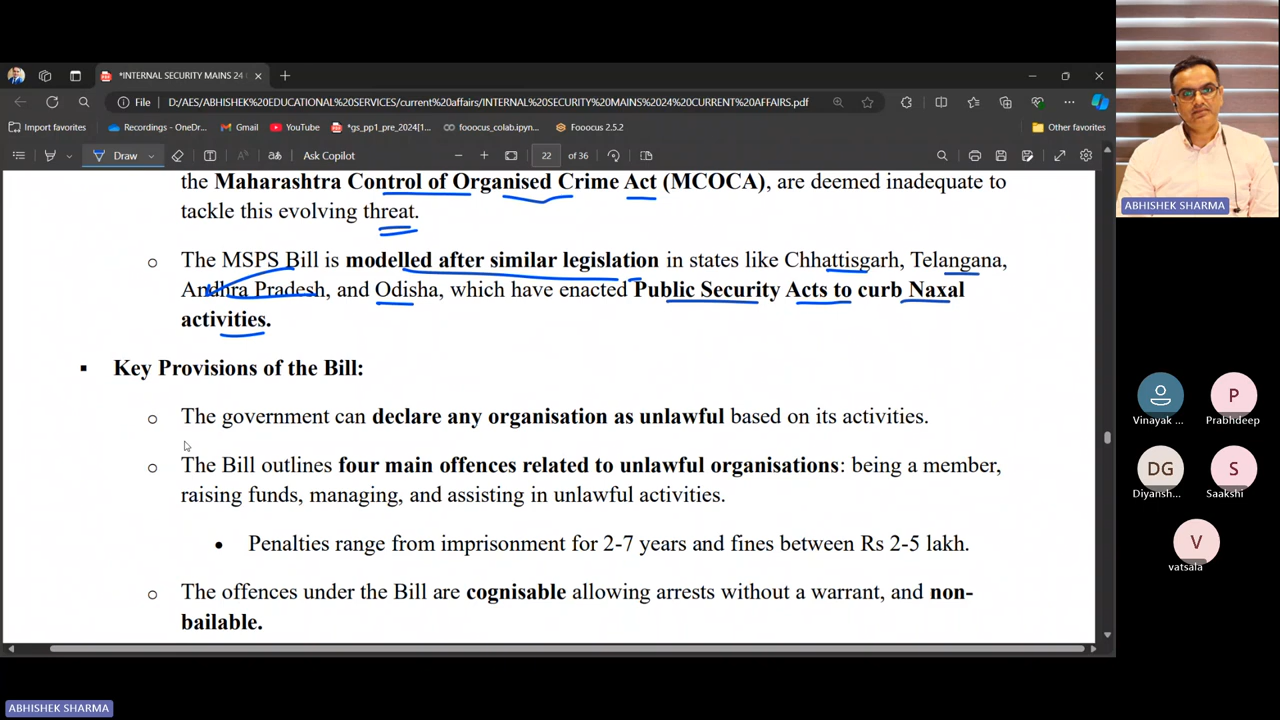 *INTERNAL SECURITY MAINS 24
File
D:/AES/ABHISHEK%20EDUCATIONAL%20SERVICES/current%20affairs/INTERNAL%20SECURITY%20MAINS%202024%20CURRENT%20AFFAIRS.pdf
Import favorites
Recordings - OneDr...
Gmail
YouTube
*gs_pp1_pre_2024[1...
fooocus_colab.ipyn...
Fooocus 2.5.2
Other favorites
Draw
Ask Copilot
22 of 36
the Maharashtra Control of Organised Crime Act (MCOCA), are deemed inadequate to
tackle this evolving threat.
The MSPS Bill is modelled after similar legislation in states like Chhattisgarh, Telangana,
Andhra Pradesh, and Odisha, which have enacted Public Security Acts to curb Naxal
activities.
Key Provisions of the Bill:
The government can declare any organisation as unlawful based on its activities.
The Bill outlines four main offences related to unlawful organisations: being a member,
raising funds, managing, and assisting in unlawful activities.
Penalties range from imprisonment for 2-7 years and fines between Rs 2-5 lakh.
The offences under the Bill are cognisable allowing arrests without a warrant, and non-
bailable.
ABHISHEK SHARMA
Vinayak ...
P
Prabhdeep
DG
Diyansh...
S
Saakshi
V
vatsala
ABHISHEK SHARMA